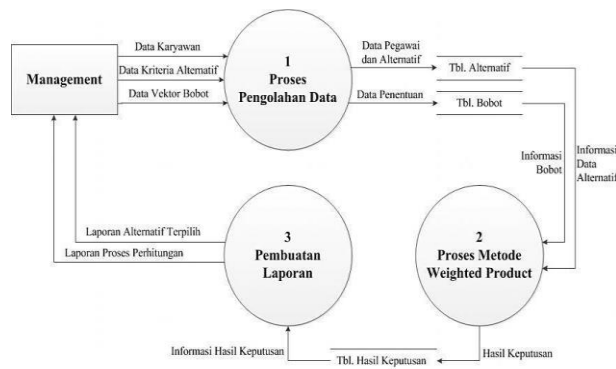 Data Karyawan
Management
Data Kriteria Alternatif
Data Vektor Bobot
1
Proses
Pengolahan Data
Data Pegawai
dan Alternatif
Tbl. Alternatif
Data Penentuan
Tbl. Bobot
Informasi
Bobot
Informasi
Data
Alternatif
Laporan Alternatif Terpilih
Laporan Proses Perhitungan
3
Pembuatan
Laporan
2
Proses Metode
Weighted Product
Informasi Hasil Keputusan
Tbl. Hasil Keputusan
Hasil Keputusan